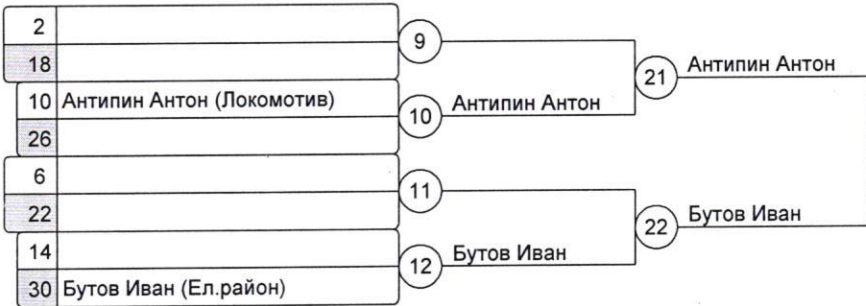 2
9
18
21 Антипин Антон
10 Антипин Антон (Локомотив)
10 Антипин Антон
26
6
11
22
22 Бутов Иван
14
12 Бутов Иван
30 Бутов Иван (Ел.район)